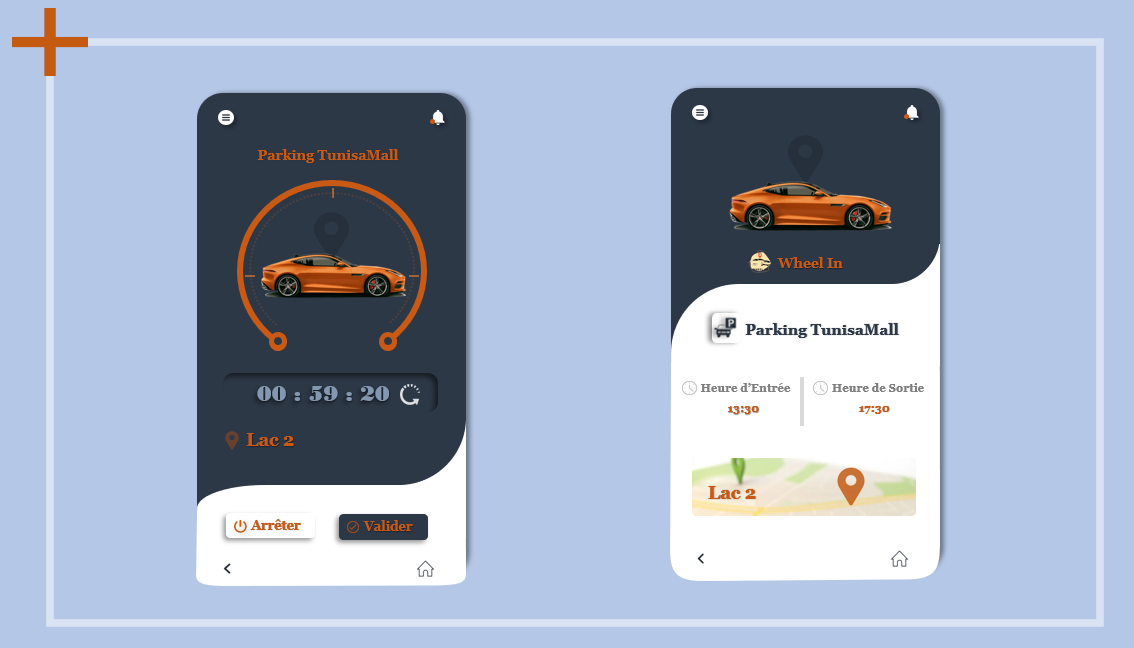 Parking TunisaMall
00 : 59 : 20
Lac 2
Arrêter
Valider
Wheel In
P
Parking TunisaMall
Heure d'Entrée
13:30
Heure de Sortie
17:30
Lac 2